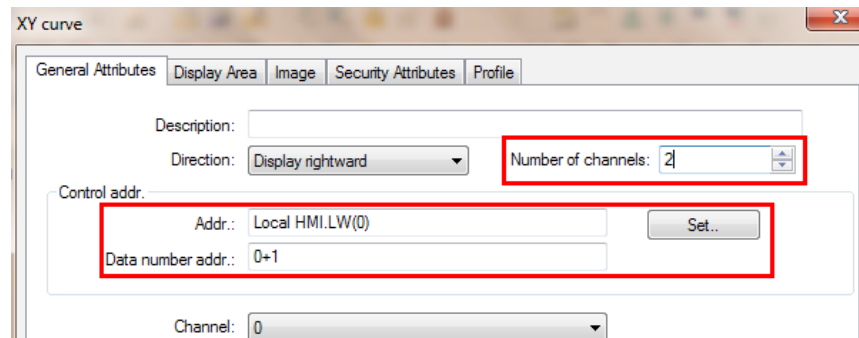 XY curve
General Attributes Display Area Image Security Attributes Profile
Description:
Direction: Display rightward Number of channels: 2
Control addr.
Addr.: Local HMI.LW(0) Set..
Data number addr.: 0+1
Channel: 0